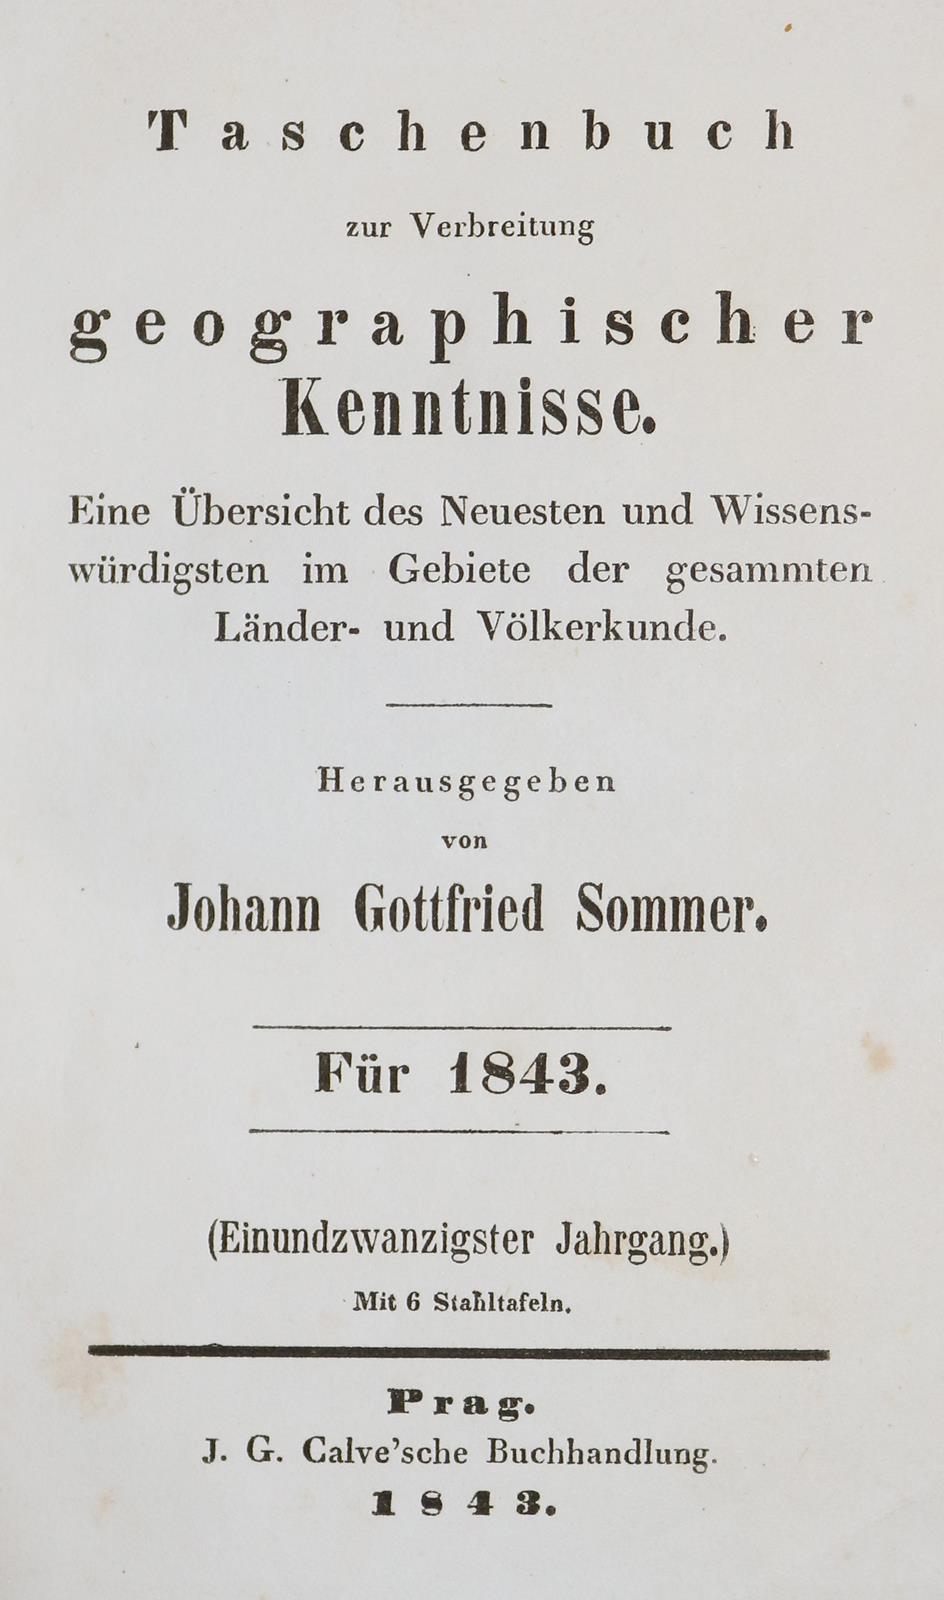 Taschenbuch
zur Verbreitung
geographischer
Kenntnisse.
Eine Übersicht des Neuesten und Wissens-
würdigsten im Gebiete der gesammten
Länder- und Völkerkunde.
Herausgegeben
von
Johann Gottfried Sommer.
Für 1843.
(Einundzwanzigster Jahrgang.)
Mit 6 Stahltafeln.
Prag.
J. G. Calve'sche Buchhandlung.
1843.